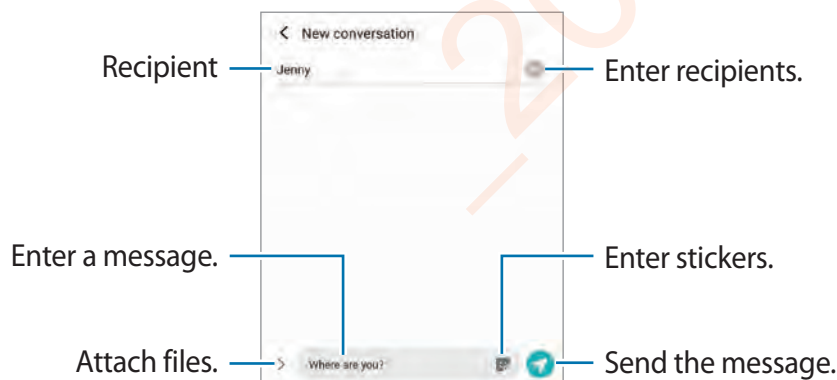 New conversation
Recipient
Jenny
Enter recipients.
Enter a message.
Enter stickers.
Attach files.
Where are you?
Send the message.